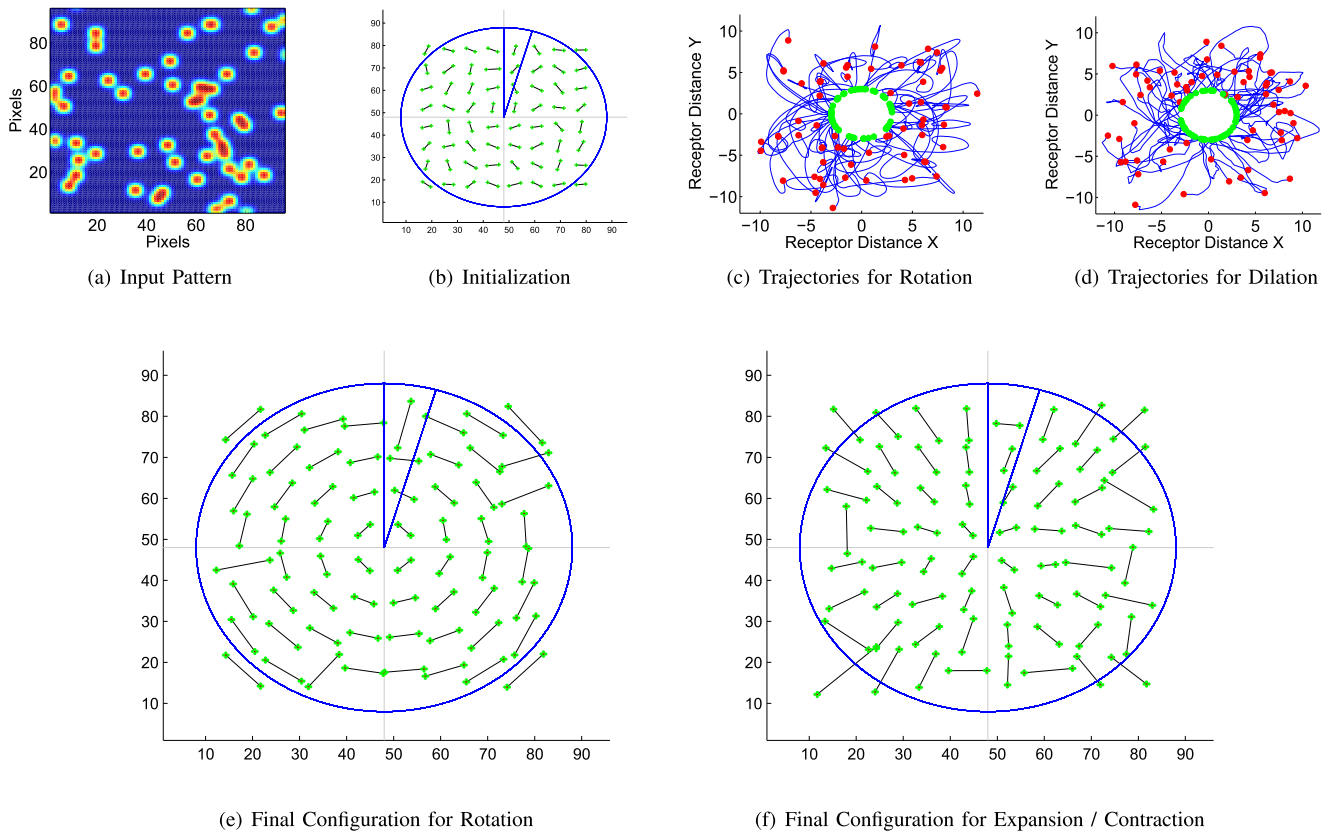 80
60
40
20
Pixels
20 40 60 80
Pixels
(a) Input Pattern
90
80
70
60
50
40
30
20
10
10 20 30 40 50 60 70 80 90
(b) Initialization
10
5
0
−5
−10
Receptor Distance Y
−10 −5 0 5 10
Receptor Distance X
(c) Trajectories for Rotation
10
5
0
−5
−10
Receptor Distance Y
−10 −5 0 5 10
Receptor Distance X
(d) Trajectories for Dilation
90
80
70
60
50
40
30
20
10
10 20 30 40 50 60 70 80 90
(e) Final Configuration for Rotation
90
80
70
60
50
40
30
20
10
10 20 30 40 50 60 70 80 90
(f) Final Configuration for Expansion / Contraction